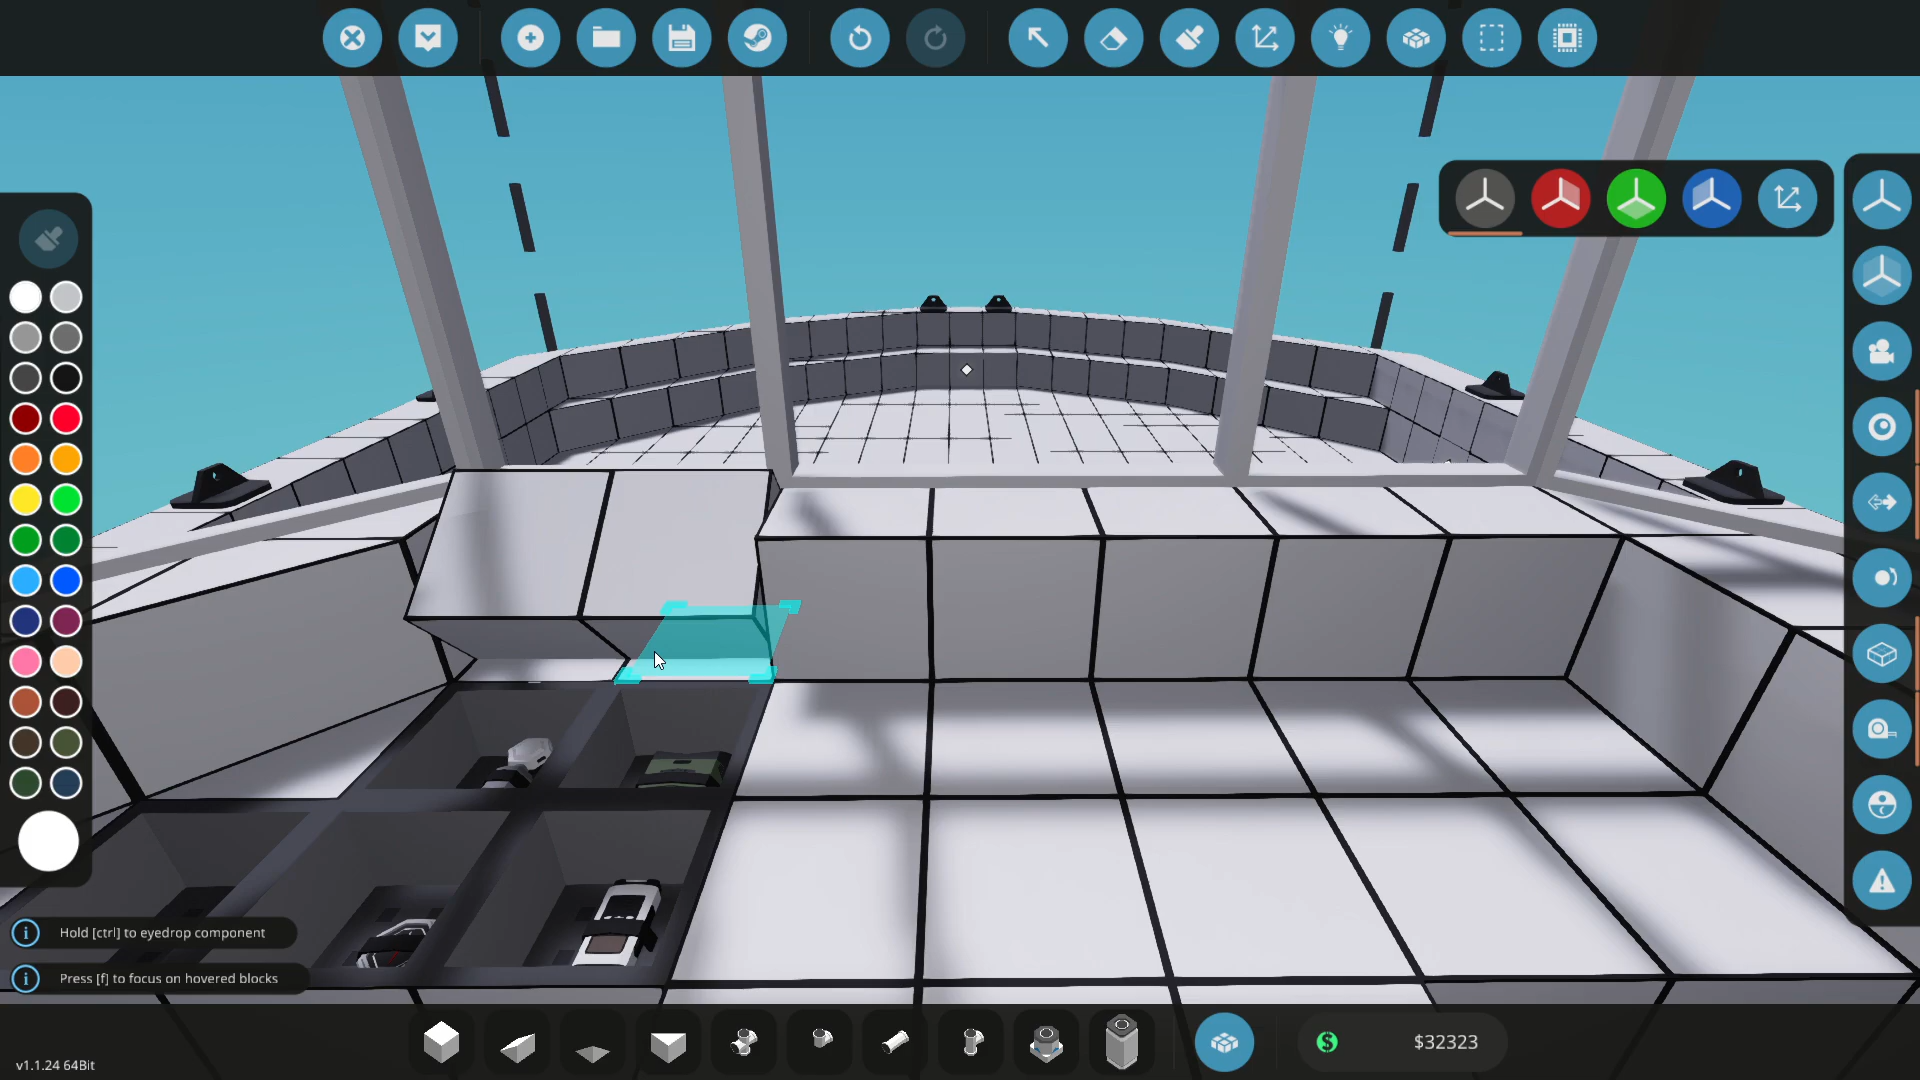 Hold [ctrl] to eyedrop component
Press [f] to focus on hovered blocks
$32323
v1.1.24 64Bit